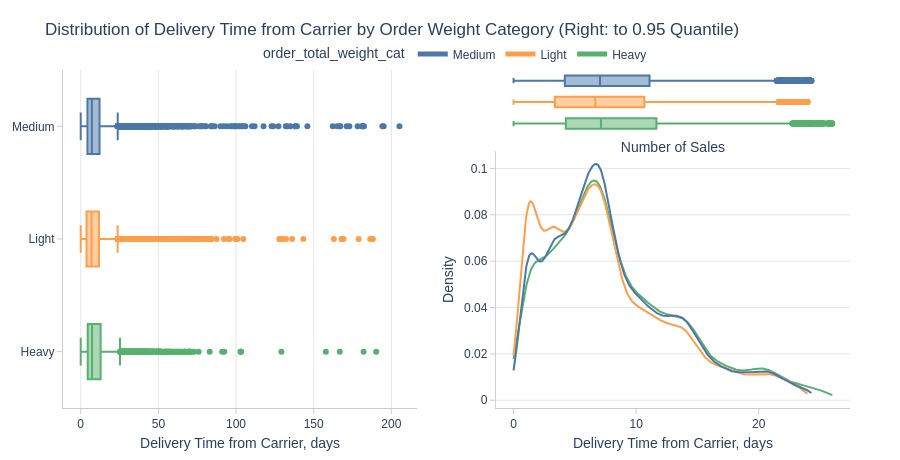 Distribution of Delivery Time from Carrier by Order Weight Category (Right: to 0.95 Quantile)
order_total_weight_cat Medium Light Heavy
Medium
Light
Heavy
0 50 100 150 200
Delivery Time from Carrier, days
Number of Sales
0.1
0.08
0.06
0.04
0.02
0
Density
0 10 20
Delivery Time from Carrier, days